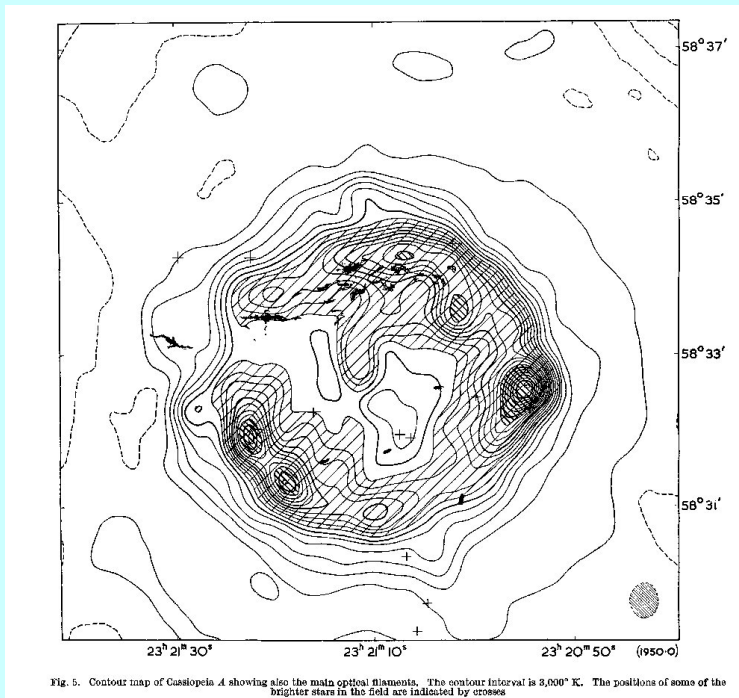 58° 37′
58° 35′
58° 33′
58° 31′
23ʰ 21ᵐ 30ˢ 23ʰ 21ᵐ 10ˢ 23ʰ 20ᵐ 50ˢ (1950·0)
Fig. 5. Contour map of Cassiopeia A showing also the main optical filaments. The contour interval is 3,000° K. The positions of some of the
brighter stars in the field are indicated by crosses